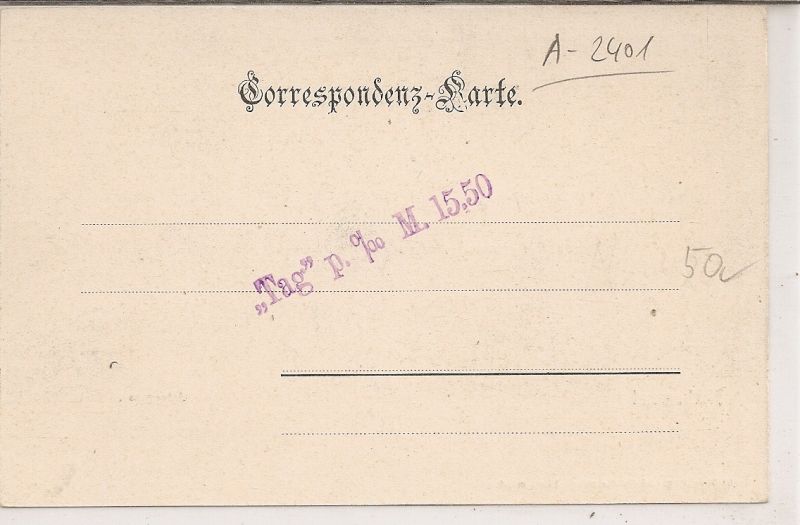 A-2401
Correspondenz-Karte.
„Tag” p. ‰ M. 15,50
50